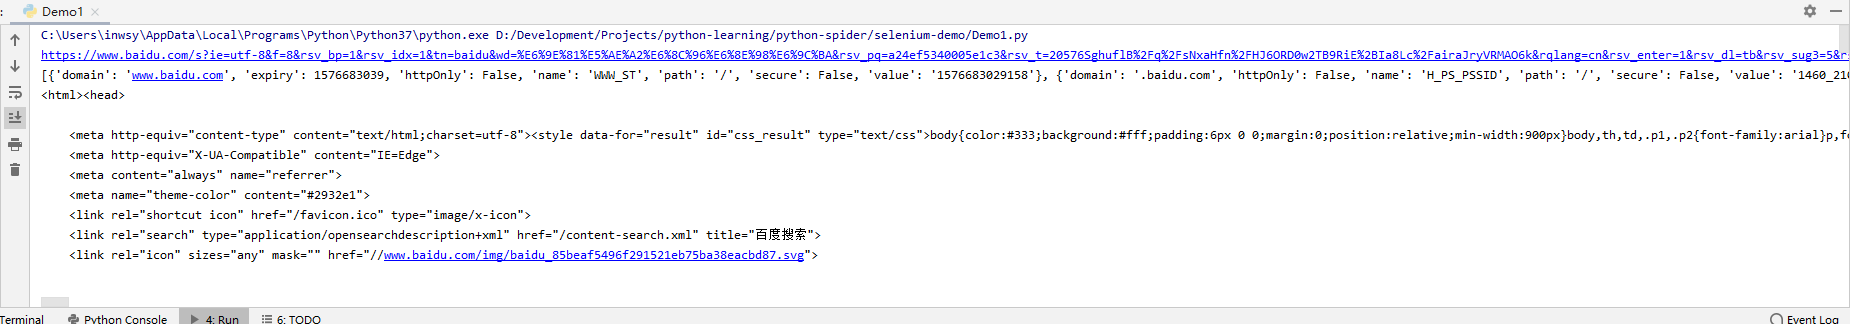 : Demo1
C:\Users\inwsy\AppData\Local\Programs\Python\Python37\python.exe D:/Development/Projects/python-learning/python-spider/selenium-demo/Demo1.py
https://www.baidu.com/s?ie=utf-8&f=8&rsv_bp=1&rsv_idx=1&tn=baidu&wd=%E6%9E%81%E5%AE%A2%E6%8C%96%E6%8E%98%E6%9C%BA&rsv_pq=a24ef5340005e1c3&rsv_t=20576SghuflB%2Fq%2FsNxaHfn%2FHJ6ORD0w2TB9RiE%2BIa8Lc%2FairaJryVRMAO6k&rqlang=cn&rsv_enter=1&rsv_dl=tb&rsv_sug3=5&rs
[{'domain': 'www.baidu.com', 'expiry': 1576683039, 'httpOnly': False, 'name': 'WWW_ST', 'path': '/', 'secure': False, 'value': '1576683029158'}, {'domain': '.baidu.com', 'httpOnly': False, 'name': 'H_PS_PSSID', 'path': '/', 'secure': False, 'value': '1460_210
<html><head>
<meta http-equiv="content-type" content="text/html;charset=utf-8"><style data-for="result" id="css_result" type="text/css">body{color:#333;background:#fff;padding:6px 0 0;margin:0;position:relative;min-width:900px}body,th,td,.p1,.p2{font-family:arial}p,fo
<meta http-equiv="X-UA-Compatible" content="IE=Edge">
<meta content="always" name="referrer">
<meta name="theme-color" content="#2932e1">
<link rel="shortcut icon" href="/favicon.ico" type="image/x-icon">
<link rel="search" type="application/opensearchdescription+xml" href="/content-search.xml" title="百度搜索">
<link rel="icon" sizes="any" mask="" href="//www.baidu.com/img/baidu_85beaf5496f291521eb75ba38eacbd87.svg">
Terminal Python Console 4: Run 6: TODO Event Log